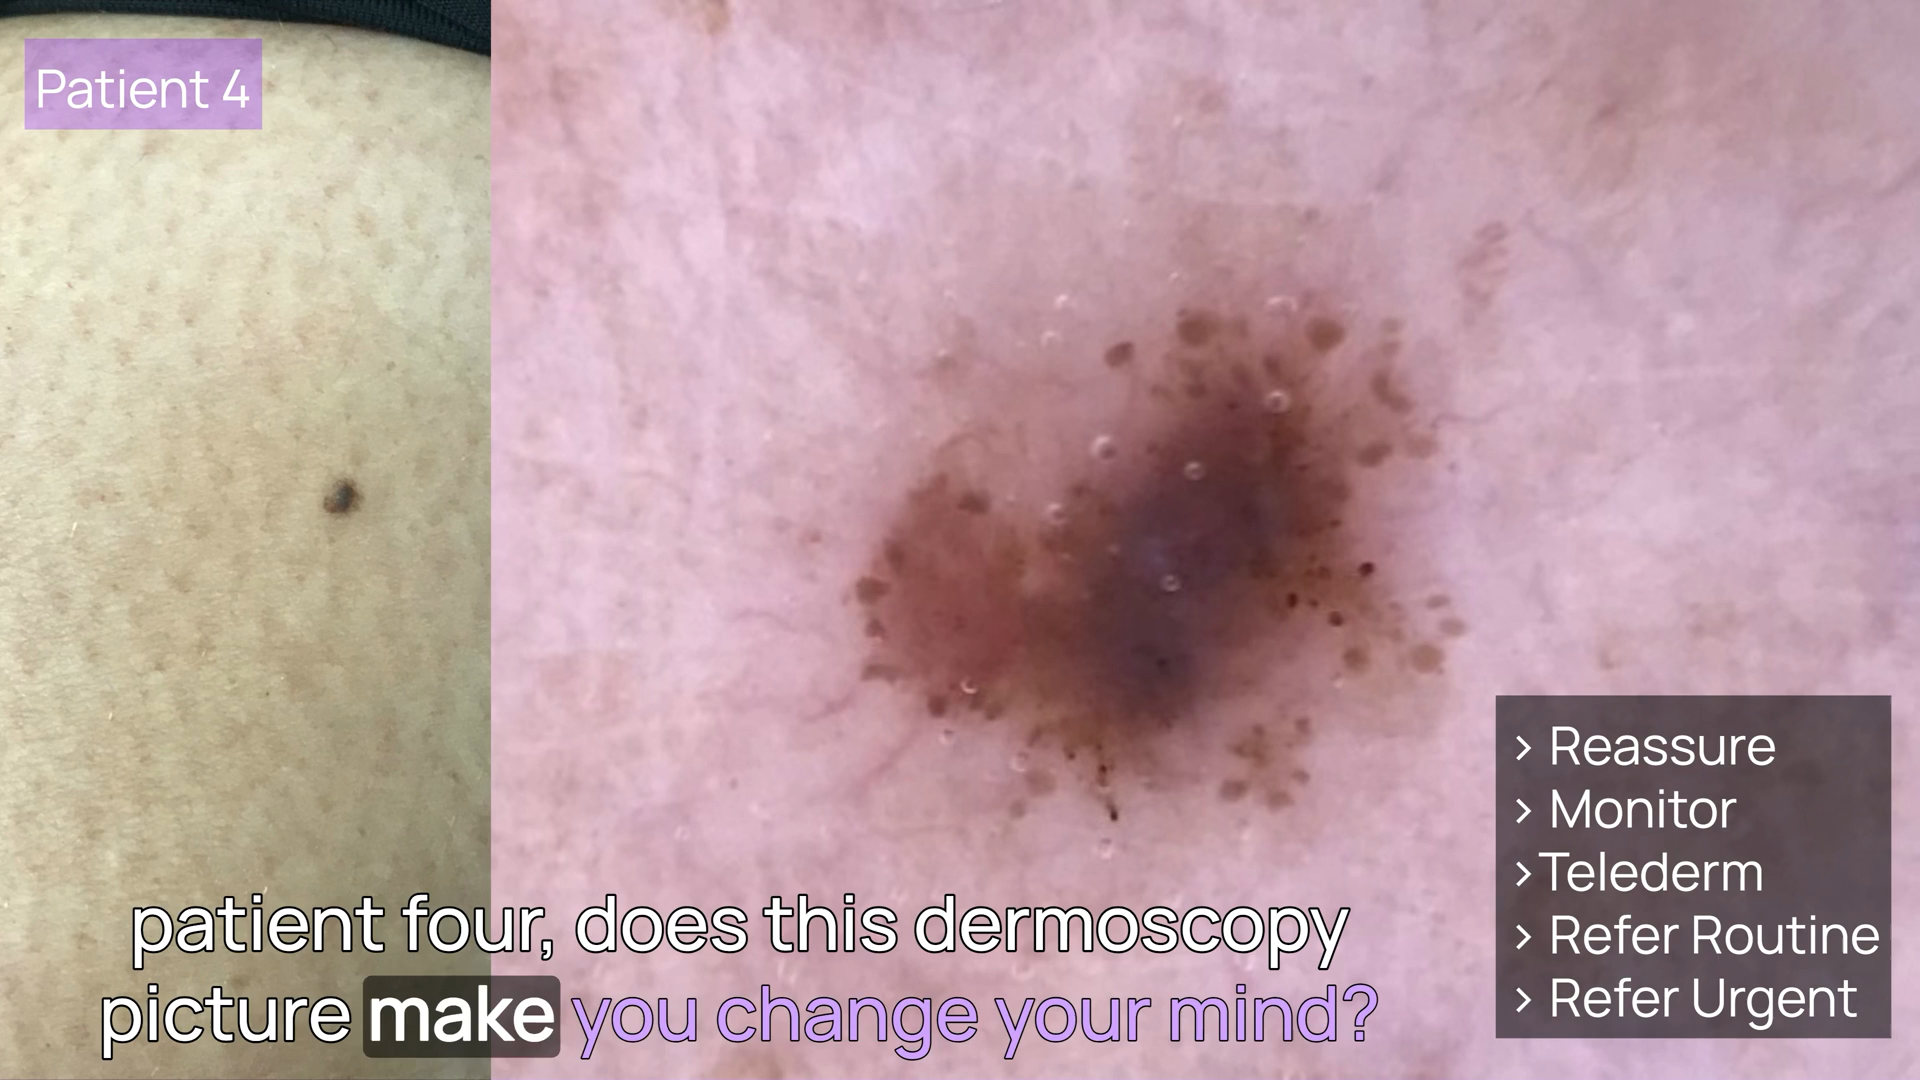 Patient 4
patient four, does this dermoscopy
picture make you change your mind?
> Reassure
> Monitor
>Telederm
> Refer Routine
> Refer Urgent